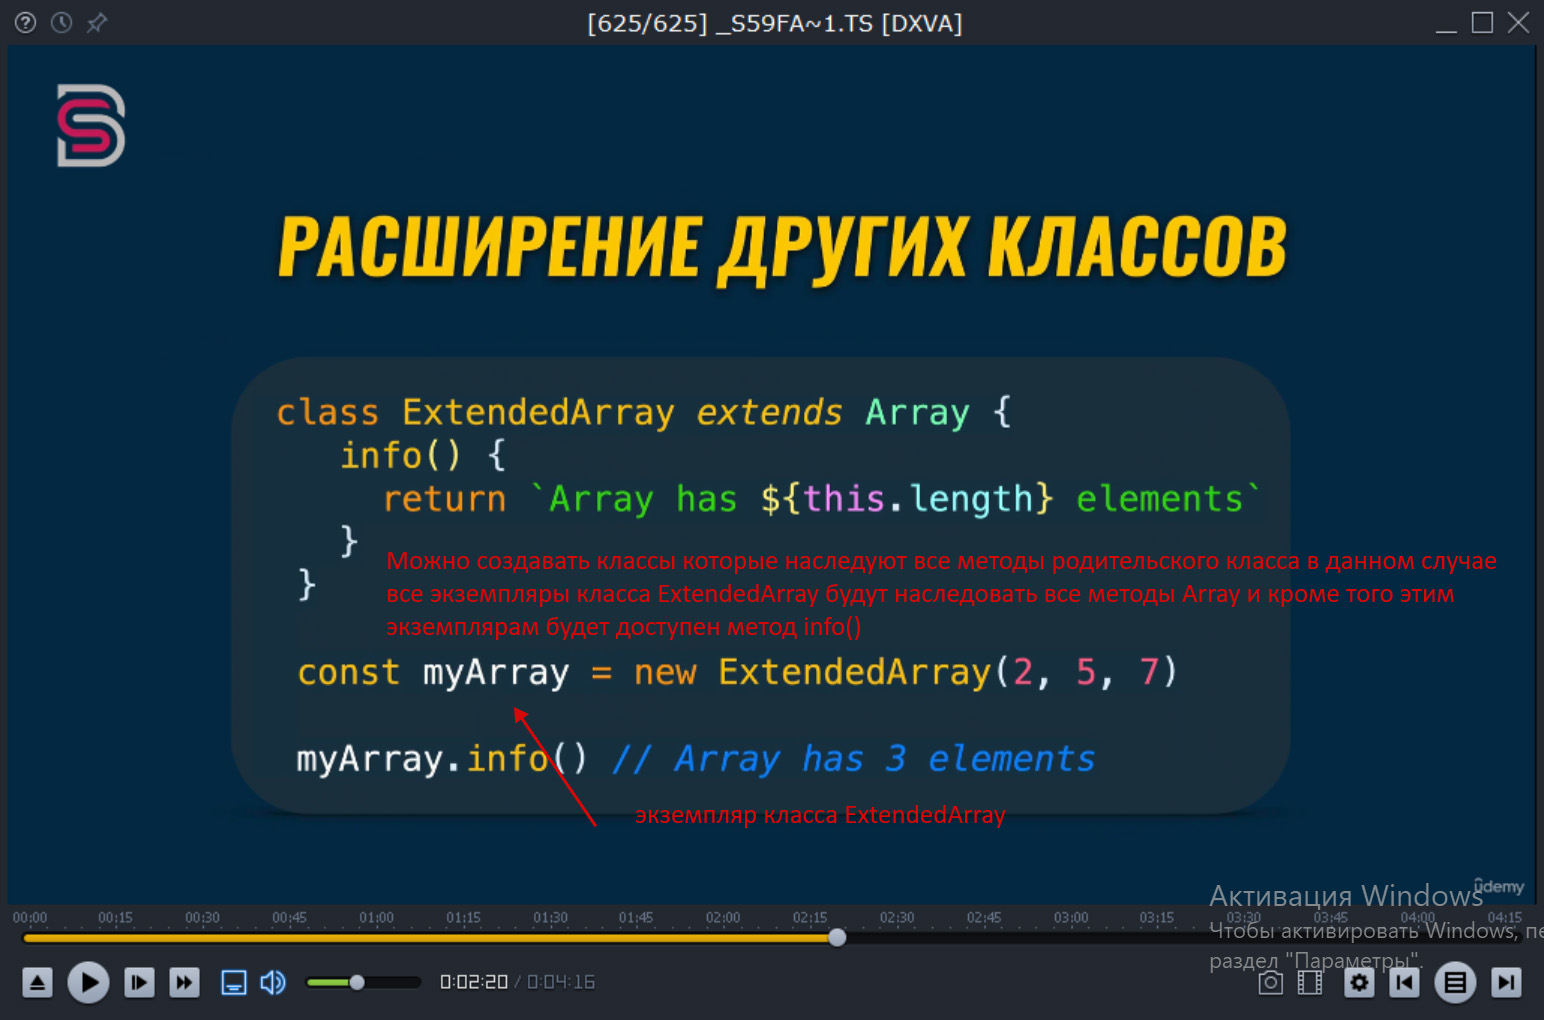 [625/625] _S59FA~1.TS [DXVA]
РАСШИРЕНИЕ ДРУГИХ КЛАССОВ
class ExtendedArray extends Array {
info() {
return `Array has ${this.length} elements`
}
}
Можно создавать классы которые наследуют все методы родительского класса в данном случае
все экземпляры класса ExtendedArray будут наследовать все методы Array и кроме того этим
экземплярам будет доступен метод info()
const myArray = new ExtendedArray(2, 5, 7)
myArray.info() // Array has 3 elements
экземпляр класса ExtendedArray
ûdemy
Активация Windows
00:00 00:15 00:30 00:45 01:00 01:15 01:30 01:45 02:00 02:15 02:30 02:45 03:00 03:15 03:30 03:45 04:00 04:15
Чтобы активировать Windows, пе
раздел "Параметры".
0:02:20 / 0:04:16